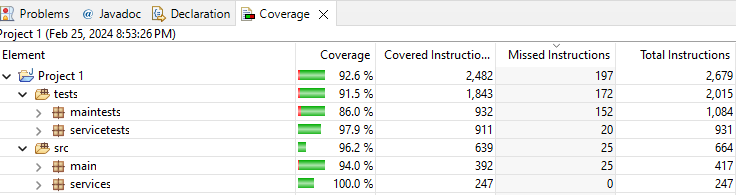 Problems Javadoc Declaration Coverage
Project 1 (Feb 25, 2024 8:53:26 PM)
Element Coverage Covered Instructio... Missed Instructions Total Instructions
Project 1 92.6 % 2,482 197 2,679
tests 91.5 % 1,843 172 2,015
maintests 86.0 % 932 152 1,084
servicetests 97.9 % 911 20 931
src 96.2 % 639 25 664
main 94.0 % 392 25 417
services 100.0 % 247 0 247